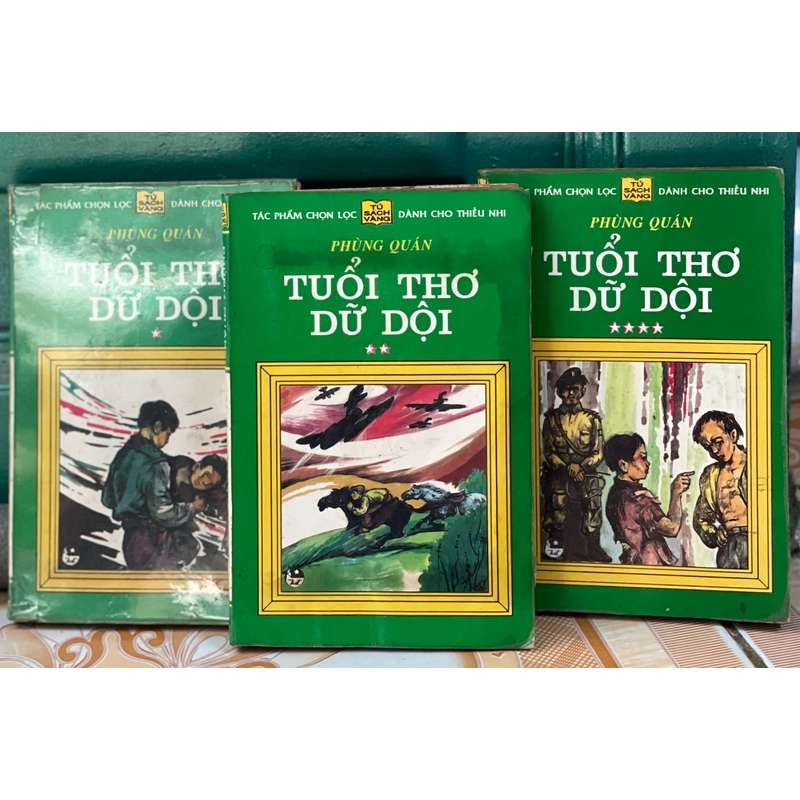 TÁC PHẨM CHỌN LỌC TỦ SÁCH VÀNG DÀNH CHO
PHÙNG QUÁN
TUỔI THƠ
DỮ DỘI
TÁC PHẨM CHỌN LỌC TỦ SÁCH VÀNG DÀNH CHO THIẾU NHI
PHÙNG QUÁN
TUỔI THƠ
DỮ DỘI
TÁC PHẨM CHỌN LỌC TỦ SÁCH VÀNG DÀNH CHO THIẾU NHI
PHÙNG QUÁN
TUỔI THƠ
DỮ DỘI